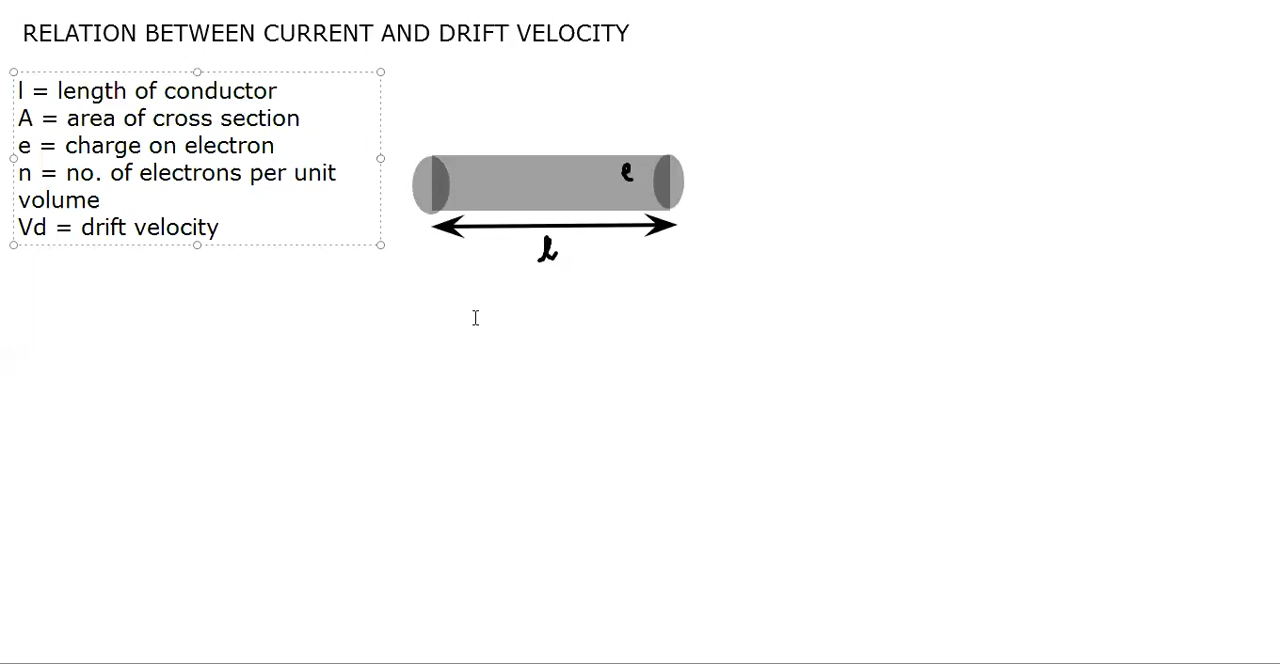 RELATION BETWEEN CURRENT AND DRIFT VELOCITY
l = length of conductor
A = area of cross section
e = charge on electron
n = no. of electrons per unit
volume
Vd = drift velocity
e
l